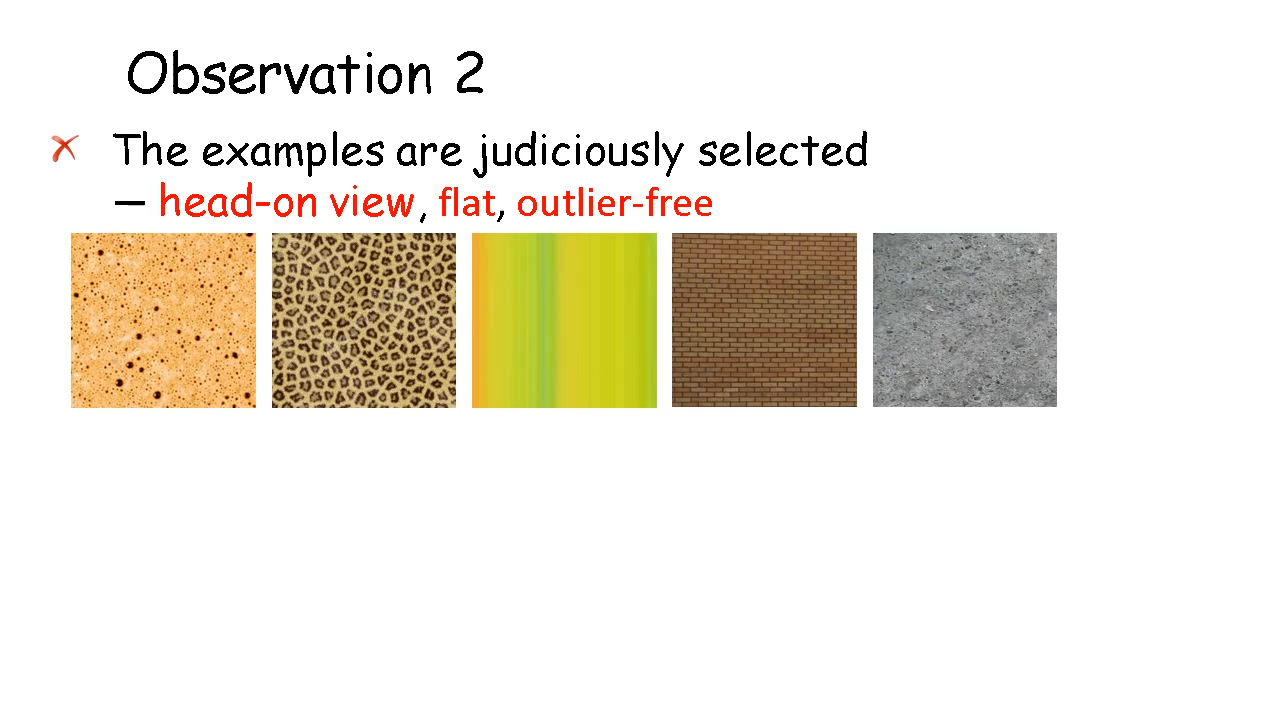 Observation 2
The examples are judiciously selected
— head-on view, flat, outlier-free